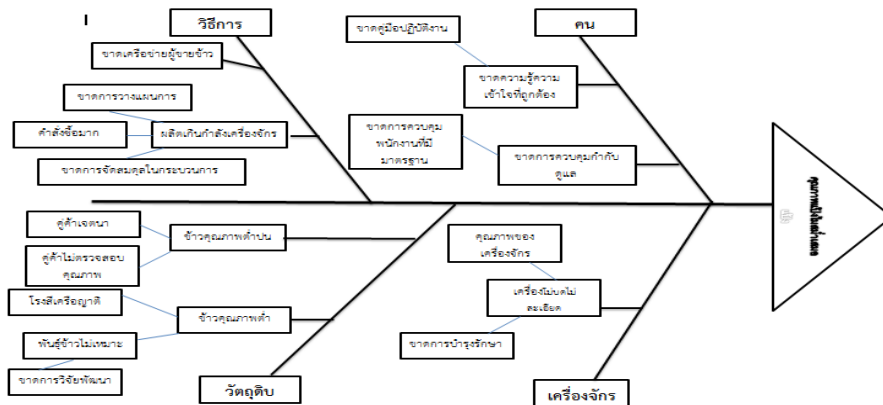 วิธีการ
คน
ขาดคู่มือปฏิบัติงาน
ขาดเครือข่ายผู้ขายข้าว
ขาดความรู้ความ
เข้าใจที่ถูกต้อง
ขาดการวางแผนการ
คำสั่งซื้อมาก
ผลิตเกินกำลังเครื่องจักร
ขาดการควบคุม
พนักงานที่มี
มาตรฐาน
ขาดการควบคุมกำกับ
ดูแล
ขาดการจัดสมดุลในกระบวนการ
คู่ค้าเจตนา
ข้าวคุณภาพต่ำปน
คู่ค้าไม่ตรวจสอบ
คุณภาพ
คุณภาพของ
เครื่องจักร
โรงสีเครือญาติ
ข้าวคุณภาพต่ำ
เครื่องโม่บดไม่
ละเอียด
พันธุ์ข้าวไม่เหมาะ
ขาดการบำรุงรักษา
ขาดการวิจัยพัฒนา
วัตถุดิบ
เครื่องจักร